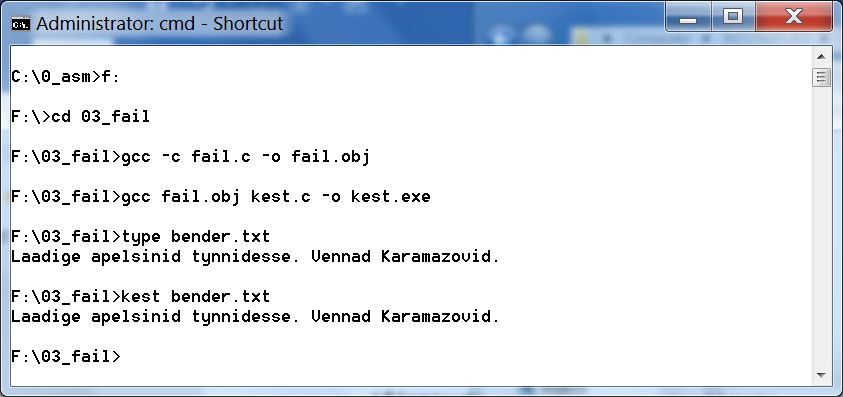 Administrator: cmd - Shortcut
C:\0_asm>f:
F:\>cd 03_fail
F:\03_fail>gcc -c fail.c -o fail.obj
F:\03_fail>gcc fail.obj kest.c -o kest.exe
F:\03_fail>type bender.txt
Laadige apelsinid tynnidesse. Vennad Karamazovid.
F:\03_fail>kest bender.txt
Laadige apelsinid tynnidesse. Vennad Karamazovid.
F:\03_fail>